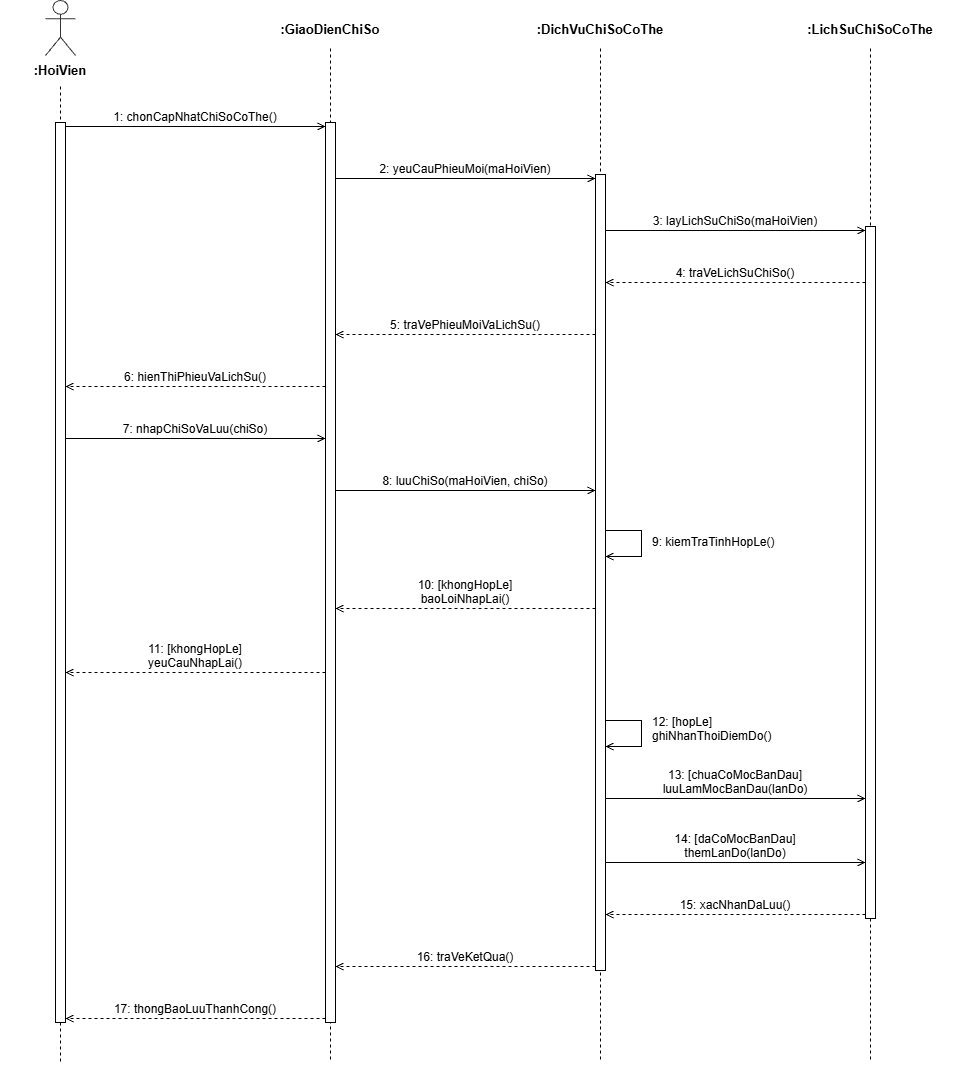 :HoiVien
:GiaoDienChiSo
:DichVuChiSoCoThe
:LichSuChiSoCoThe
1: chonCapNhatChiSoCoThe()
2: yeuCauPhieuMoi(maHoiVien)
3: layLichSuChiSo(maHoiVien)
4: traVeLichSuChiSo()
5: traVePhieuMoiVaLichSu()
6: hienThiPhieuVaLichSu()
7: nhapChiSoVaLuu(chiSo)
8: luuChiSo(maHoiVien, chiSo)
9: kiemTraTinhHopLe()
10: [khongHopLe]
baoLoiNhapLai()
11: [khongHopLe]
yeuCauNhapLai()
12: [hopLe]
ghiNhanThoiDiemDo()
13: [chuaCoMocBanDau]
luuLamMocBanDau(lanDo)
14: [daCoMocBanDau]
themLanDo(lanDo)
15: xacNhanDaLuu()
16: traVeKetQua()
17: thongBaoLuuThanhCong()